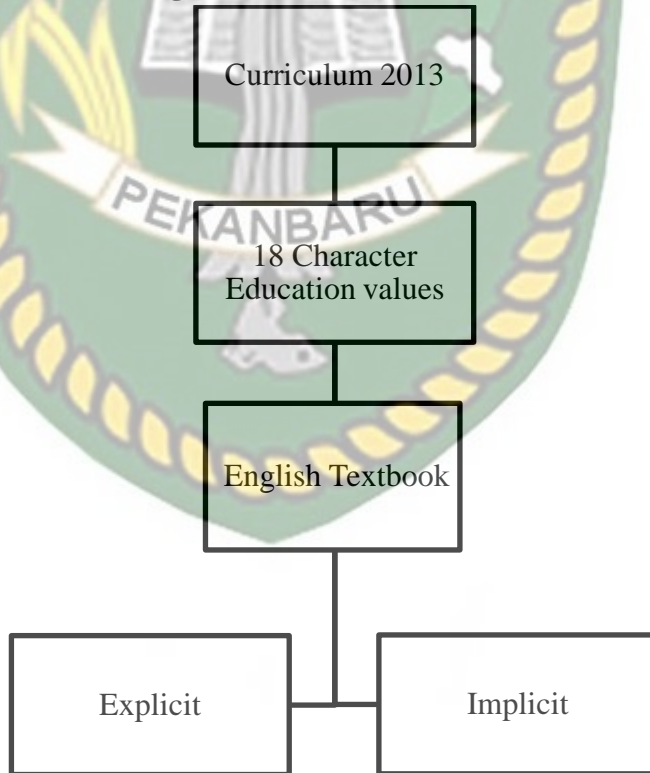 Curriculum 2013
PEKANBARU
18 Character
Education values
English Textbook
Explicit
Implicit